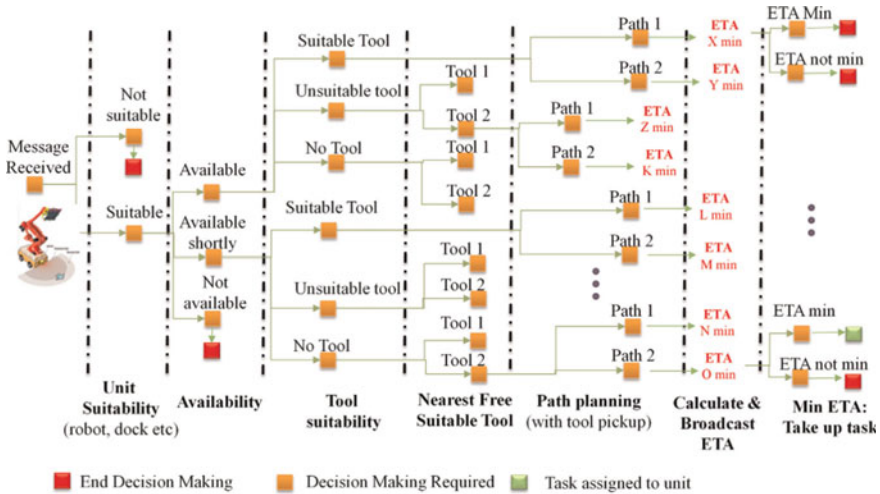 Message
Received
Not
suitable
Suitable
Available
Available
shortly
Not
available
Suitable Tool
Unsuitable tool
No Tool
Suitable Tool
Unsuitable tool
No Tool
Tool 1
Tool 2
Tool 1
Tool 2
Tool 1
Tool 2
Tool 1
Tool 2
Path 1
Path 2
Path 1
Path 2
Path 1
Path 2
Path 1
Path 2
ETA
X min
ETA
Y min
ETA
Z min
ETA
K min
ETA
L min
ETA
M min
ETA
N min
ETA
O min
ETA Min
ETA not min
ETA min
ETA not min
Unit
Suitability
(robot, dock etc)
Availability
Tool
suitability
Nearest Free
Suitable Tool
Path planning
(with tool pickup)
Calculate &
Broadcast
ETA
Min ETA:
Take up task
End Decision Making
Decision Making Required
Task assigned to unit